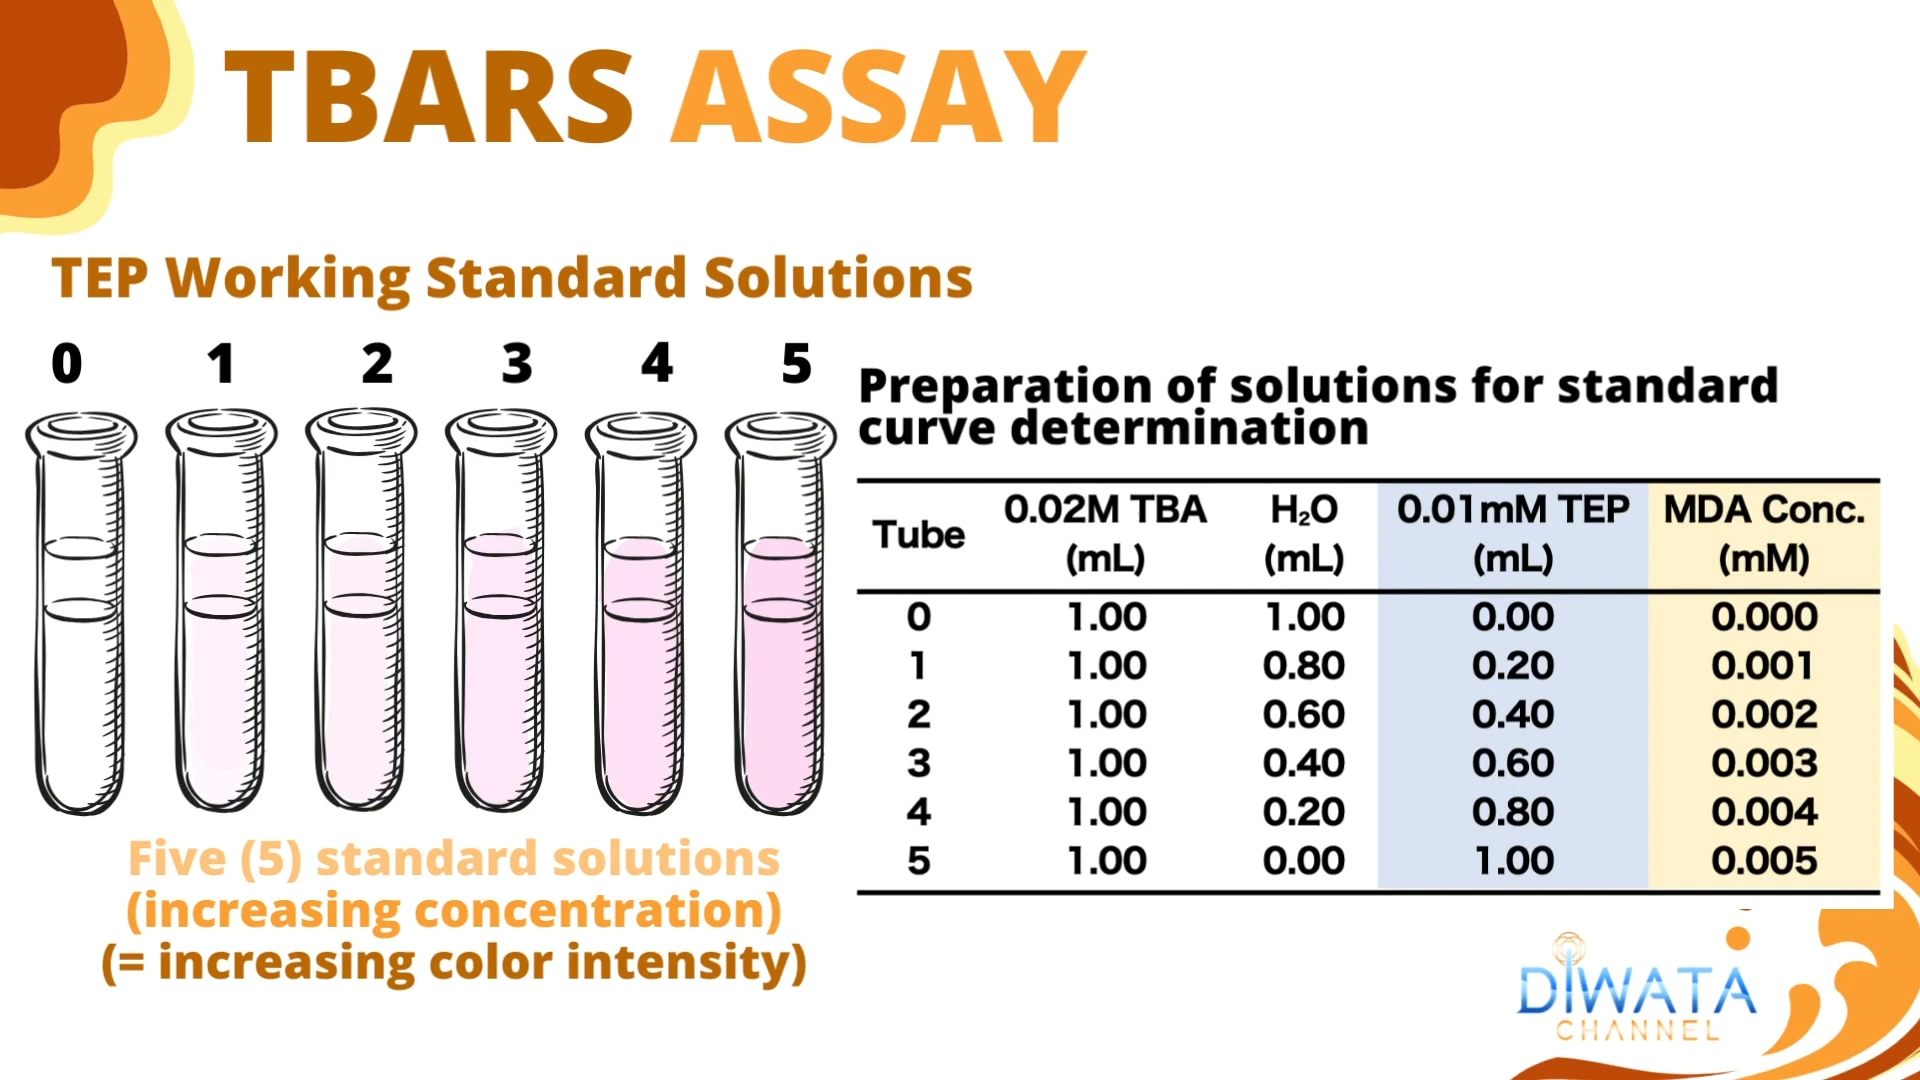 TBARS ASSAY
TEP Working Standard Solutions
0 1 2 3 4 5
Five (5) standard solutions
(increasing concentration)
(= increasing color intensity)
Preparation of solutions for standard
curve determination
Tube 0.02M TBA (mL) H₂O (mL) 0.01mM TEP (mL) MDA Conc. (mM)
0 1.00 1.00 0.00 0.000
1 1.00 0.80 0.20 0.001
2 1.00 0.60 0.40 0.002
3 1.00 0.40 0.60 0.003
4 1.00 0.20 0.80 0.004
5 1.00 0.00 1.00 0.005
DIWATA
CHANNEL